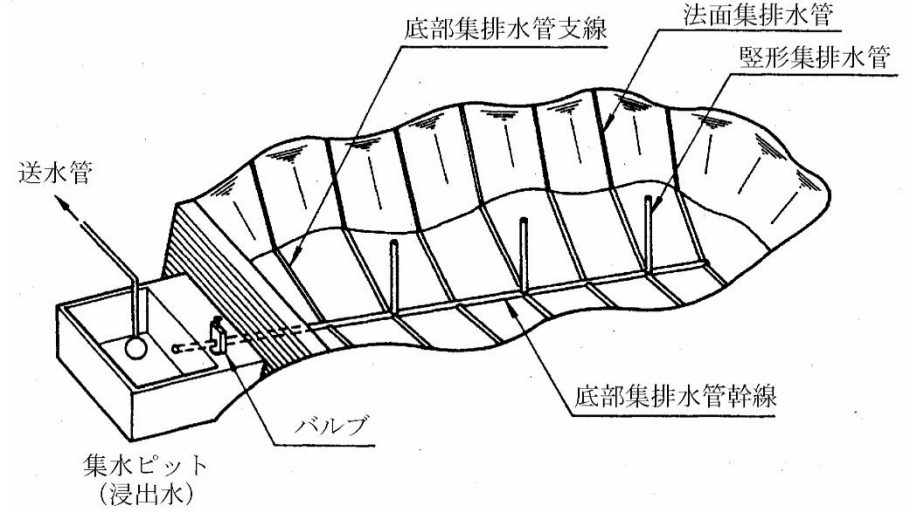 法面集排水管
底部集排水管支線
竪形集排水管
送水管
底部集排水管幹線
バルブ
集水ピット
（浸出水）